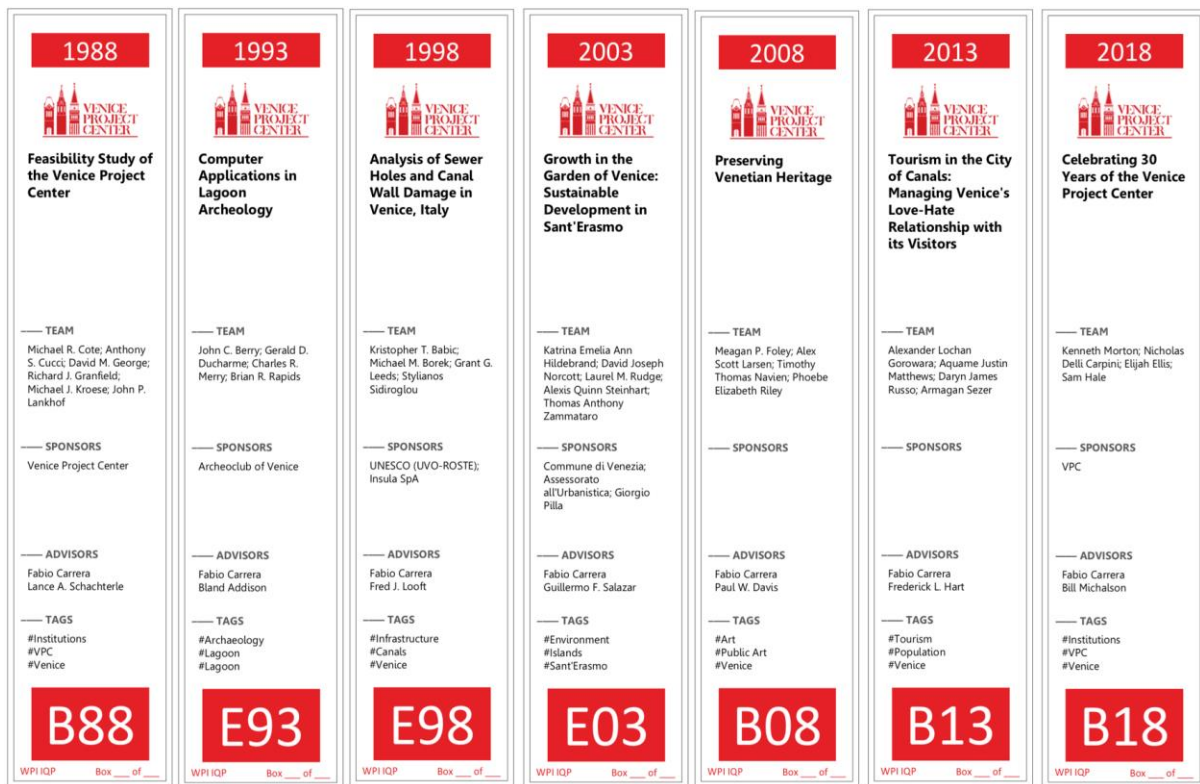 1988
VENICE
PROJECT
CENTER
Feasibility Study of
the Venice Project
Center
TEAM
Michael R. Cote; Anthony
S. Cucci; David M. George;
Richard J. Granfield;
Michael J. Kroese; John P.
Lankhof
SPONSORS
Venice Project Center
ADVISORS
Fabio Carrera
Lance A. Schachterle
TAGS
#Institutions
#VPC
#Venice
B88
WPI IQP Box ___ of ___
1993
VENICE
PROJECT
CENTER
Computer
Applications in
Lagoon
Archeology
TEAM
John C. Berry; Gerald D.
Ducharme; Charles R.
Merry; Brian R. Rapids
SPONSORS
Archeoclub of Venice
ADVISORS
Fabio Carrera
Bland Addison
TAGS
#Archaeology
#Lagoon
#Lagoon
E93
WPI IQP Box ___ of ___
1998
VENICE
PROJECT
CENTER
Analysis of Sewer
Holes and Canal
Wall Damage in
Venice, Italy
TEAM
Kristopher T. Babic;
Michael M. Borek; Grant G.
Leeds; Stylianos
Sidiroglou
SPONSORS
UNESCO (UVO-ROSTE);
Insula SpA
ADVISORS
Fabio Carrera
Fred J. Looft
TAGS
#Infrastructure
#Canals
#Venice
E98
WPI IQP Box ___ of ___
2003
VENICE
PROJECT
CENTER
Growth in the
Garden of Venice:
Sustainable
Development in
Sant'Erasmo
TEAM
Katrina Emelia Ann
Hildebrand; David Joseph
Norcott; Laurel M. Rudge;
Alexis Quinn Steinhart;
Thomas Anthony
Zammataro
SPONSORS
Commune di Venezia;
Assessorato
all'Urbanistica; Giorgio
Pilla
ADVISORS
Fabio Carrera
Guillermo F. Salazar
TAGS
#Environment
#Islands
#Sant'Erasmo
E03
WPI IQP Box ___ of ___
2008
VENICE
PROJECT
CENTER
Preserving
Venetian Heritage
TEAM
Meagan P. Foley; Alex
Scott Larsen; Timothy
Thomas Navien; Phoebe
Elizabeth Riley
SPONSORS
ADVISORS
Fabio Carrera
Paul W. Davis
TAGS
#Art
#Public Art
#Venice
B08
WPI IQP Box ___ of ___
2013
VENICE
PROJECT
CENTER
Tourism in the City
of Canals:
Managing Venice's
Love-Hate
Relationship with
its Visitors
TEAM
Alexander Lochan
Gorowara; Aquame Justin
Matthews; Daryn James
Russo; Armagan Sezer
SPONSORS
ADVISORS
Fabio Carrera
Frederick L. Hart
TAGS
#Tourism
#Population
#Venice
B13
WPI IQP Box ___ of ___
2018
VENICE
PROJECT
CENTER
Celebrating 30
Years of the Venice
Project Center
TEAM
Kenneth Morton; Nicholas
Delli Carpini; Elijah Ellis;
Sam Hale
SPONSORS
VPC
ADVISORS
Fabio Carrera
Bill Michalson
TAGS
#Institutions
#VPC
#Venice
B18
WPI IQP Box ___ of ___